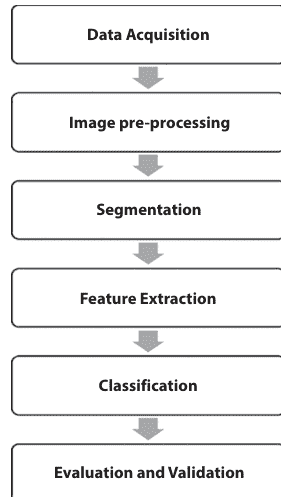 Data Acquisition
Image pre-processing
Segmentation
Feature Extraction
Classification
Evaluation and Validation